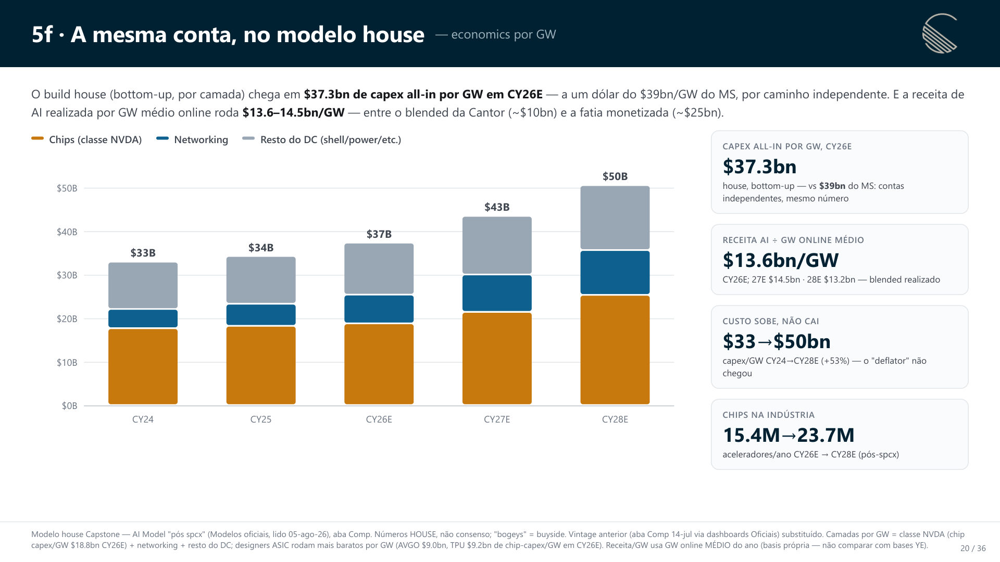 5f · A mesma conta, no modelo house — economics por GW
O build house (bottom-up, por camada) chega em $37.3bn de capex all-in por GW em CY26E — a um dólar do $39bn/GW do MS, por caminho independente. E a receita de
AI realizada por GW médio online roda $13.6–14.5bn/GW — entre o blended da Cantor (~$10bn) e a fatia monetizada (~$25bn).
Chips (classe NVDA) Networking Resto do DC (shell/power/etc.)
$50B
$40B
$30B
$20B
$10B
$0B
$33B
$34B
$37B
$43B
$50B
CY24
CY25
CY26E
CY27E
CY28E
CAPEX ALL-IN POR GW, CY26E
$37.3bn
house, bottom-up — vs $39bn do MS: contas
independentes, mesmo número
RECEITA AI ÷ GW ONLINE MÉDIO
$13.6bn/GW
CY26E; 27E $14.5bn · 28E $13.2bn — blended realizado
CUSTO SOBE, NÃO CAI
$33→$50bn
capex/GW CY24→CY28E (+53%) — o "deflator" não
chegou
CHIPS NA INDÚSTRIA
15.4M→23.7M
aceleradores/ano CY26E → CY28E (pós-spcx)
Modelo house Capstone — AI Model "pós spcx" (Modelos oficiais, lido 05-ago-26), aba Comp. Números HOUSE, não consenso; "bogeys" = buyside. Vintage anterior (aba Comp 14-jul via dashboards Oficiais) substituído. Camadas por GW = classe NVDA (chip
capex/GW $18.8bn CY26E) + networking + resto do DC; designers ASIC rodam mais baratos por GW (AVGO $9.0bn, TPU $9.2bn de chip-capex/GW em CY26E). Receita/GW usa GW online MÉDIO do ano (basis própria — não comparar com bases YE).
20 / 36